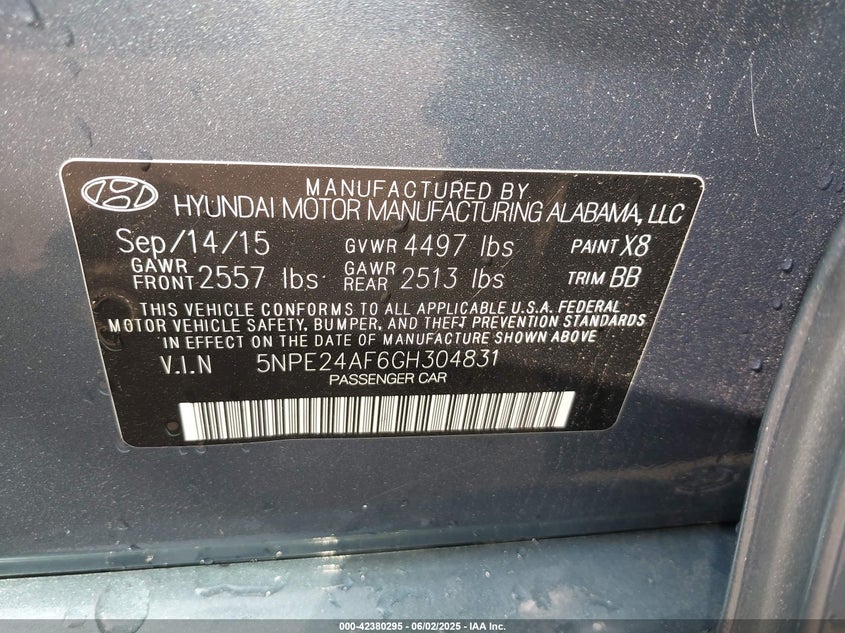 MANUFACTURED BY
HYUNDAI MOTOR MANUFACTURING ALABAMA, LLC
Sep/14/15 GVWR 4497 lbs PAINT X8
GAWR FRONT 2557 lbs GAWR REAR 2513 lbs TRIM BB
THIS VEHICLE CONFORMS TO ALL APPLICABLE U.S.A. FEDERAL
MOTOR VEHICLE SAFETY, BUMPER, AND THEFT PREVENTION STANDARDS
IN EFFECT ON THE DATE OF MANUFACTURE SHOWN ABOVE
V.I.N 5NPE24AF6GH304831
PASSENGER CAR
000-42380295 - 06/02/2025 - IAA Inc.